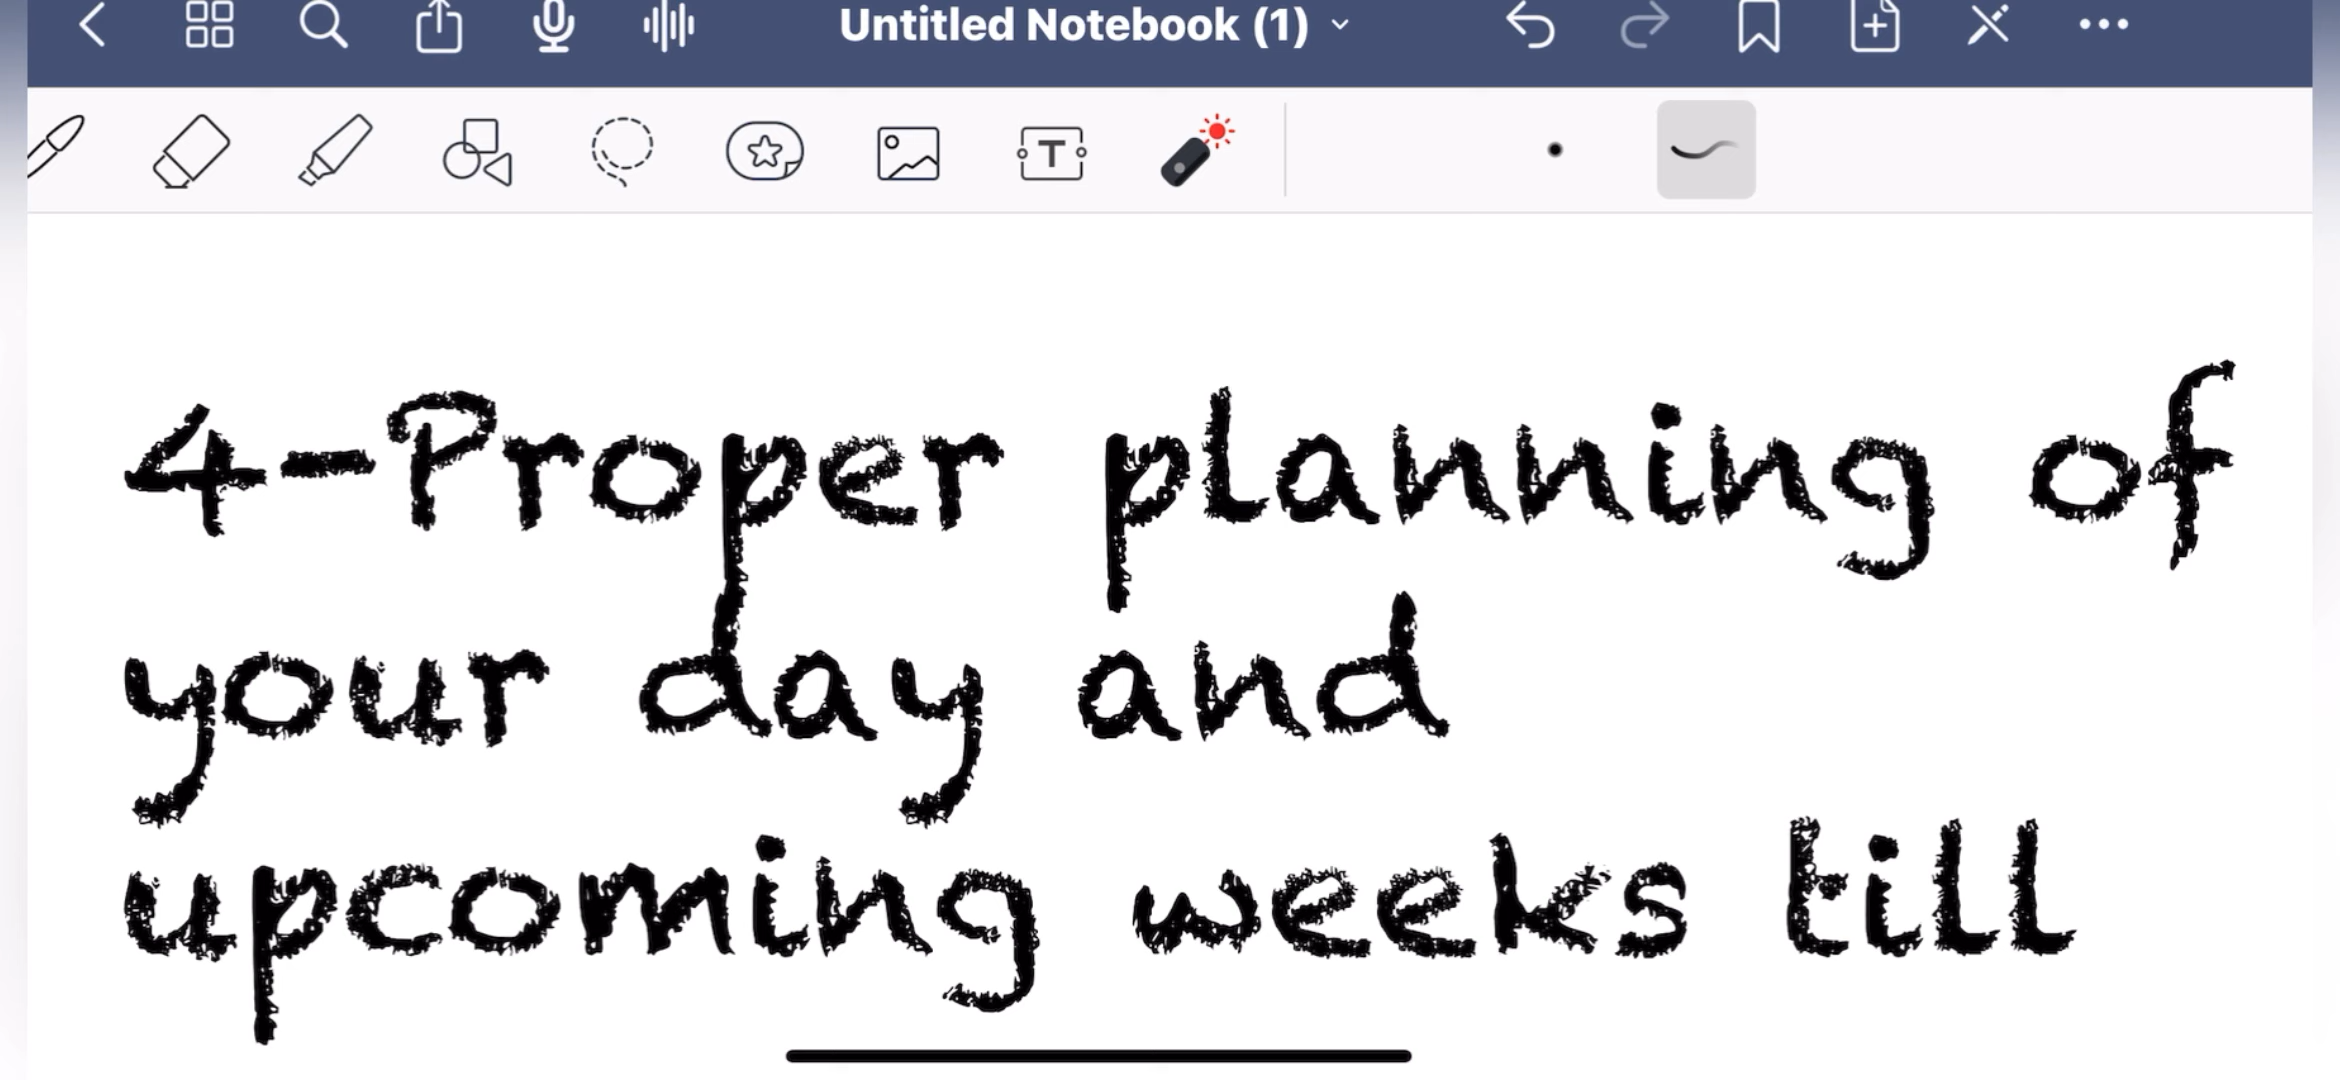 Untitled Notebook (1)
T
4-Proper planning of
your day and
upcoming weeks till